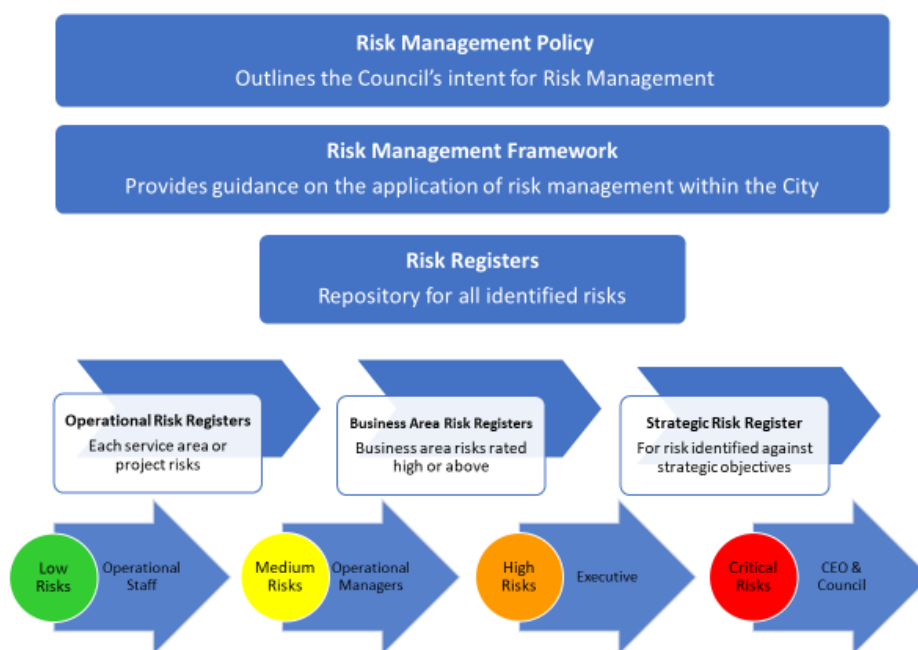 Risk Management Policy
Outlines the Council's intent for Risk Management
Risk Management Framework
Provides guidance on the application of risk management within the City
Risk Registers
Repository for all identified risks
Operational Risk Registers
Each service area or
project risks
Business Area Risk Registers
Business area risks rated
high or above
Strategic Risk Register
For risk identified against
strategic objectives
Low
Risks
Operational
Staff
Medium
Risks
Operational
Managers
High
Risks
Executive
Critical
Risks
CEO &
Council